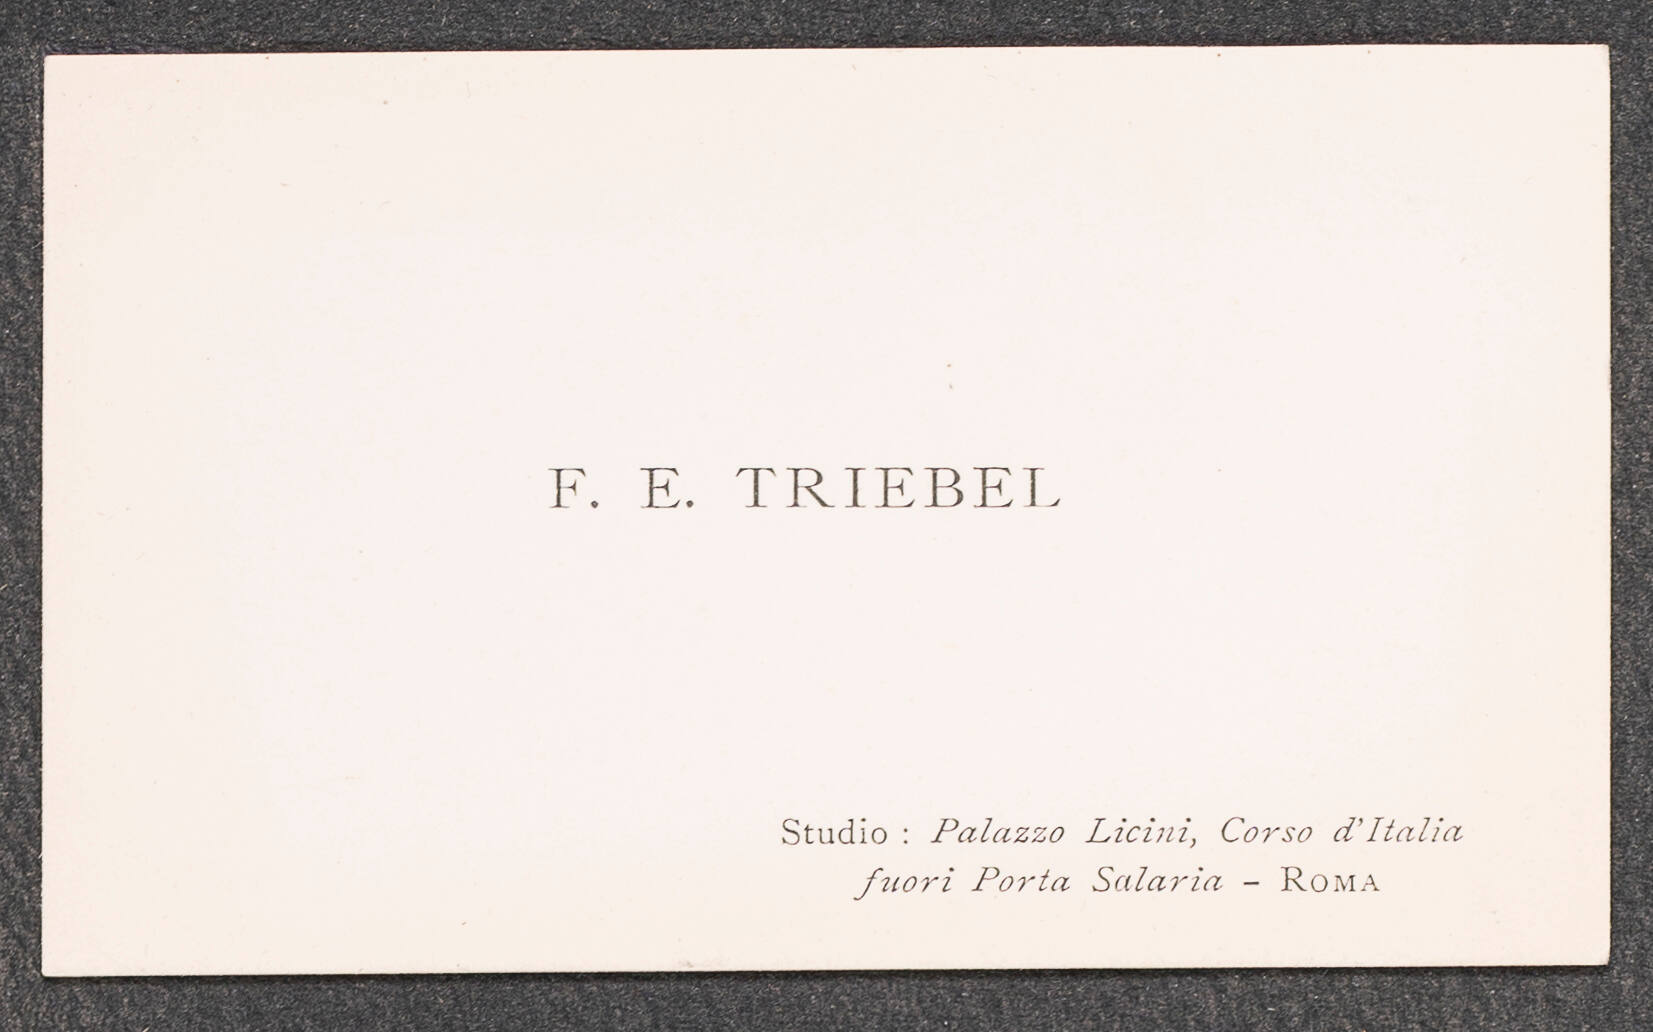 F. E. TRIEBEL
Studio : Palazzo Licini, Corso d'Italia
fuori Porta Salaria – ROMA